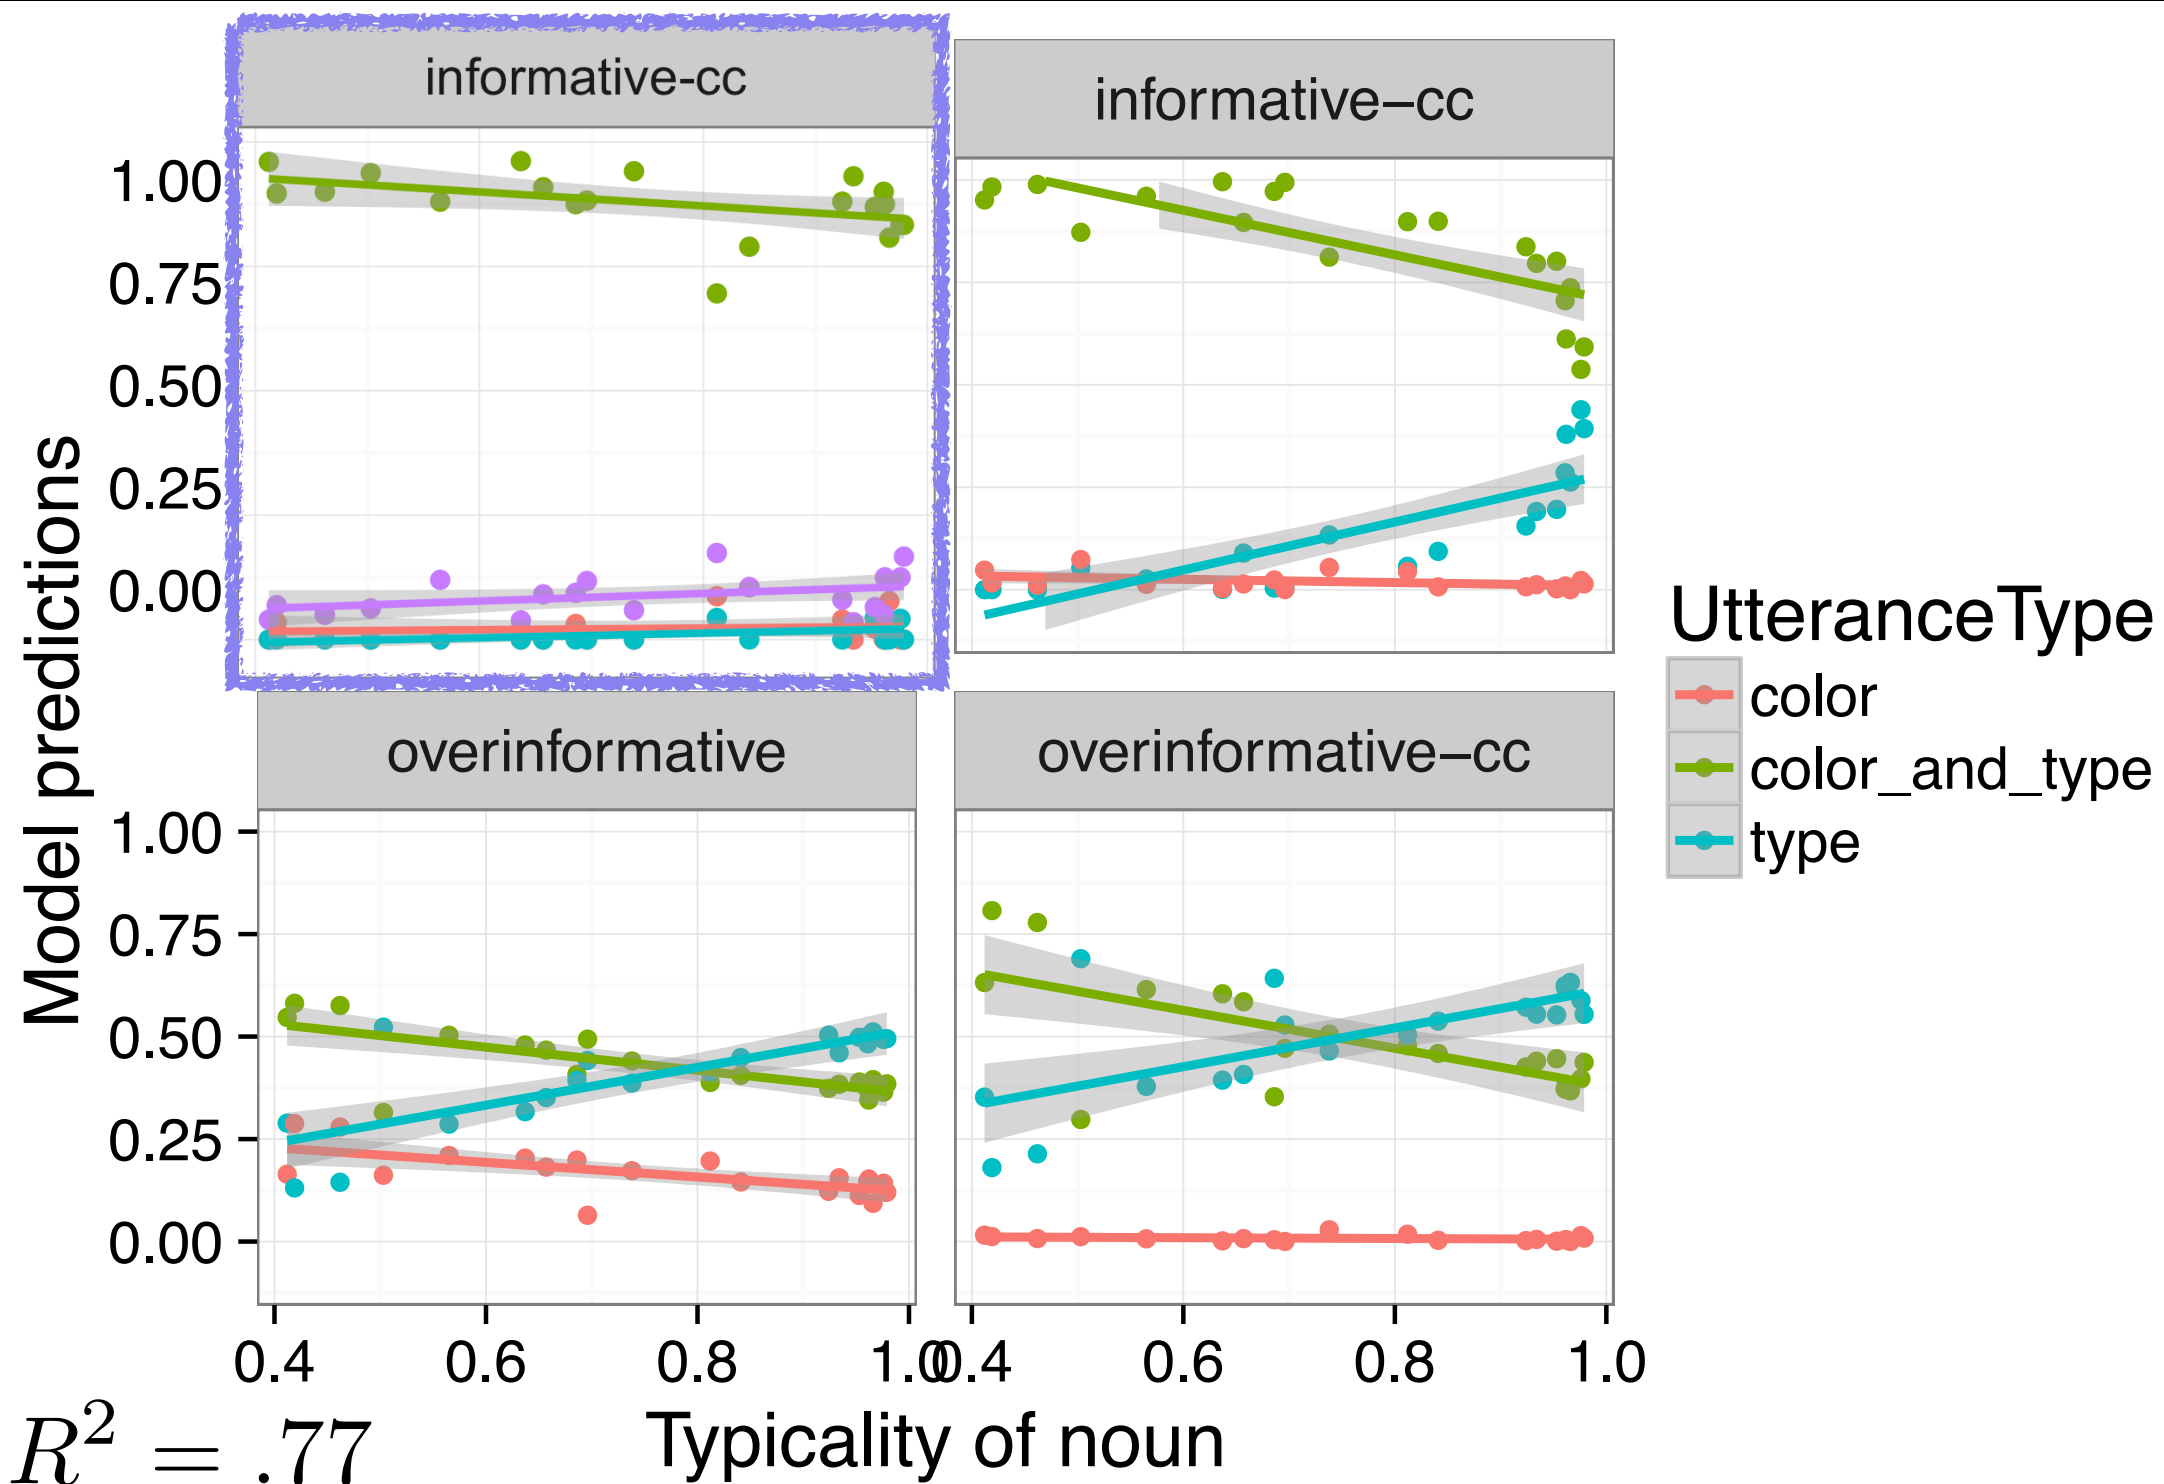 informative-cc
informative–cc
1.00
0.75
0.50
0.25
0.00
Model predictions
UtteranceType
color
color_and_type
type
overinformative
overinformative–cc
1.00
0.75
0.50
0.25
0.00
0.4 0.6 0.8 1.0 0.4 0.6 0.8 1.0
Typicality of noun
R² = .77